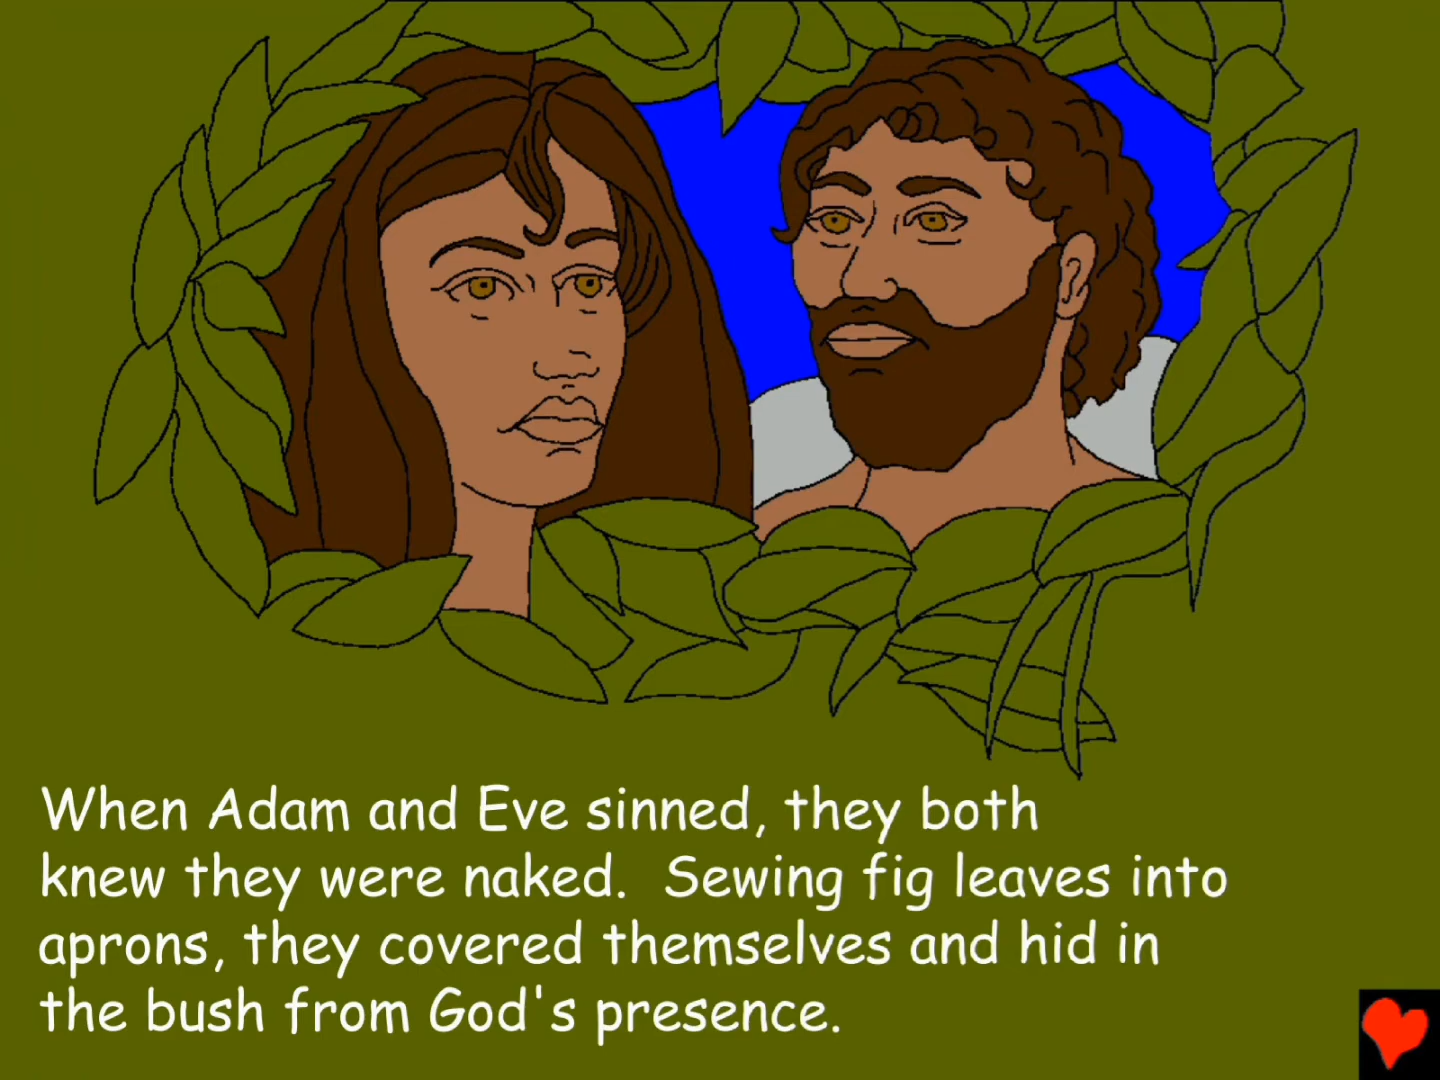 When Adam and Eve sinned, they both
knew they were naked.  Sewing fig leaves into
aprons, they covered themselves and hid in
the bush from God's presence.